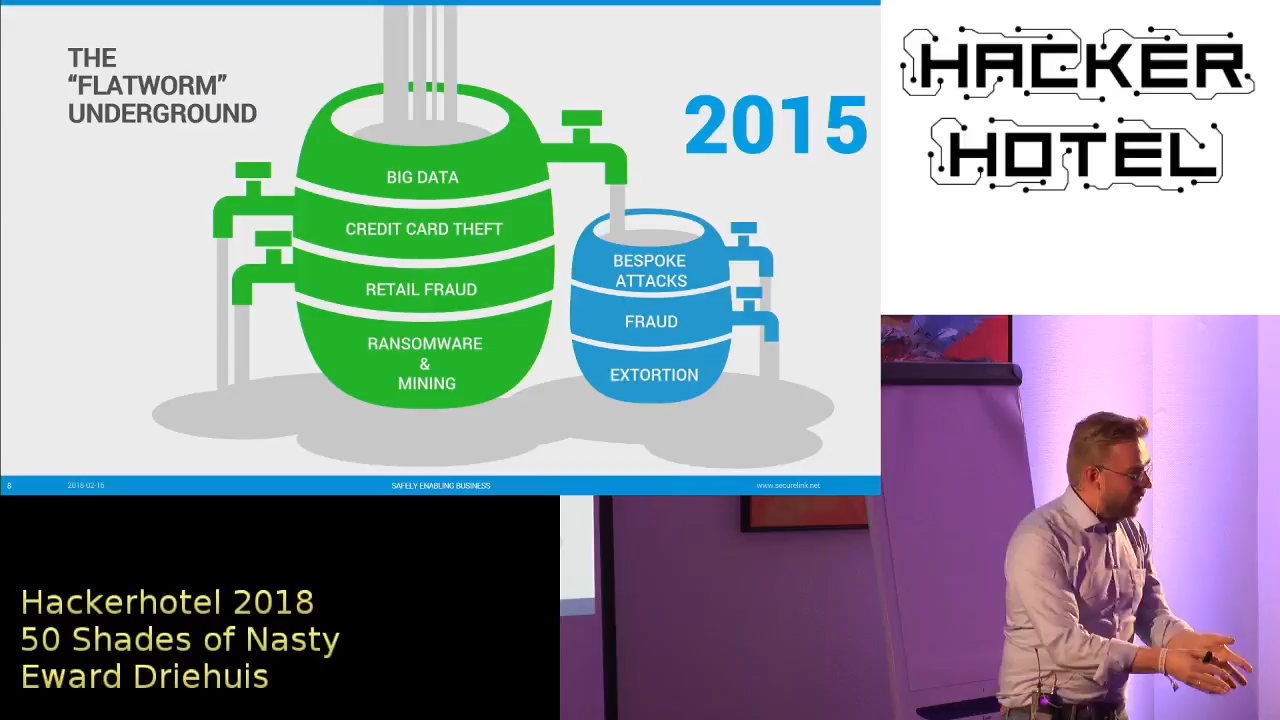 THE
“FLATWORM”
UNDERGROUND
2015
BIG DATA
CREDIT CARD THEFT
RETAIL FRAUD
RANSOMWARE
&
MINING
BESPOKE
ATTACKS
FRAUD
EXTORTION
8
2018-02-16
SAFELY ENABLING BUSINESS
www.securelink.net
HACKER
HOTEL
Hackerhotel 2018
50 Shades of Nasty
Eward Driehuis